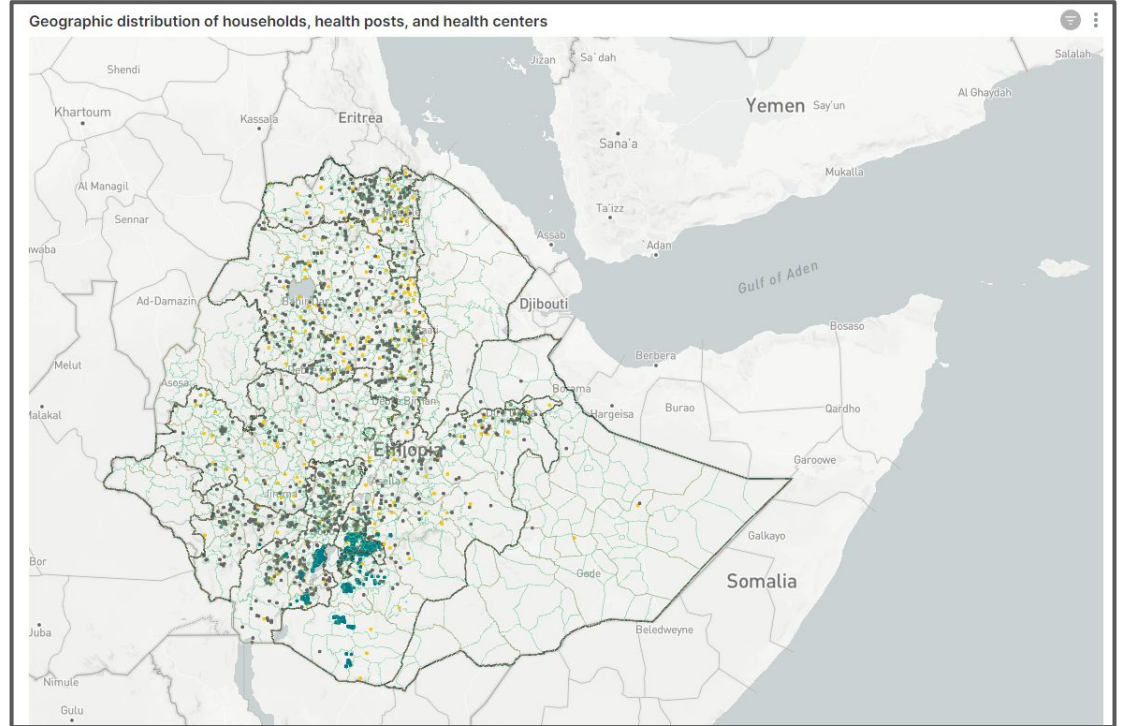 Geographic distribution of households, health posts, and health centers
Jizan
Sa`dah
Salalah
Shendi
Al Ghaydah
Yemen
Say'un
Khartoum
Kassala
Eritrea
Sana'a
Mukalla
Al Managil
Ta'izz
Sennar
Assab
`Adan
Gulf of Aden
Ad-Damazin
Djibouti
Bosaso
Berbera
Melut
Asosa
Borama
Hargeisa
Burao
Qardho
Ethiopia
Garoowe
Jimma
Galkayo
Bor
Gode
Somalia
Beledweyne
Juba
Nimule
Gulu